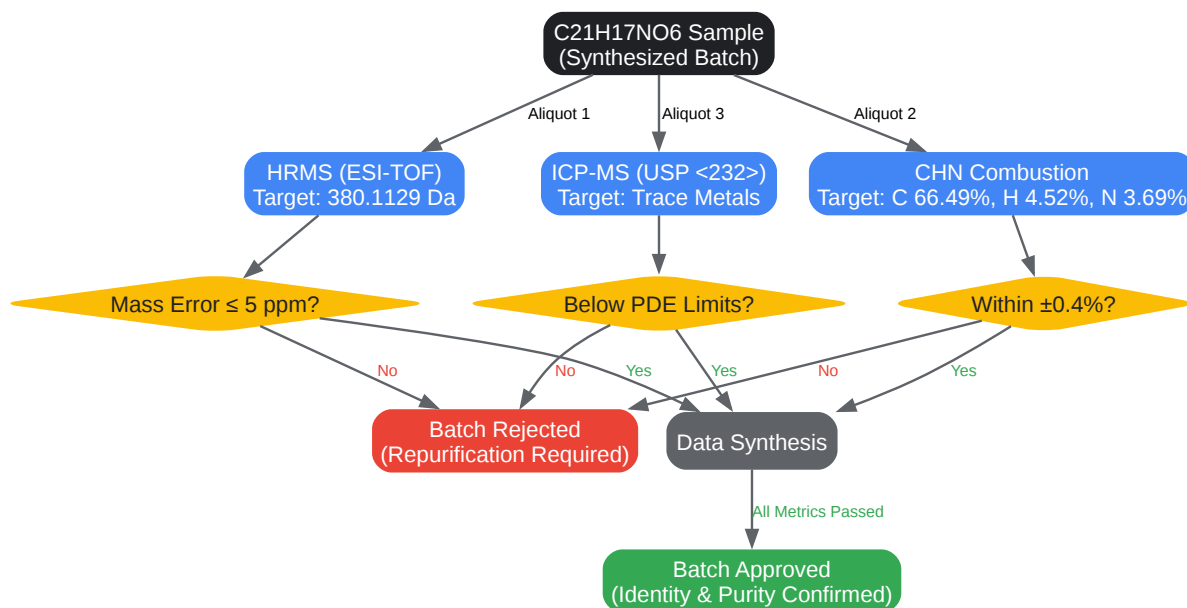 C21H17NO6 Sample
(Synthesized Batch)
Aliquot 1
Aliquot 3
Aliquot 2
HRMS (ESI-TOF)
Target: 380.1129 Da
ICP-MS (USP <232>)
Target: Trace Metals
CHN Combustion
Target: C 66.49%, H 4.52%, N 3.69%
Mass Error ≤ 5 ppm?
Below PDE Limits?
Within ±0.4%?
No
No
Yes
Yes
No
Yes
Batch Rejected
(Repurification Required)
Data Synthesis
All Metrics Passed
Batch Approved
(Identity & Purity Confirmed)